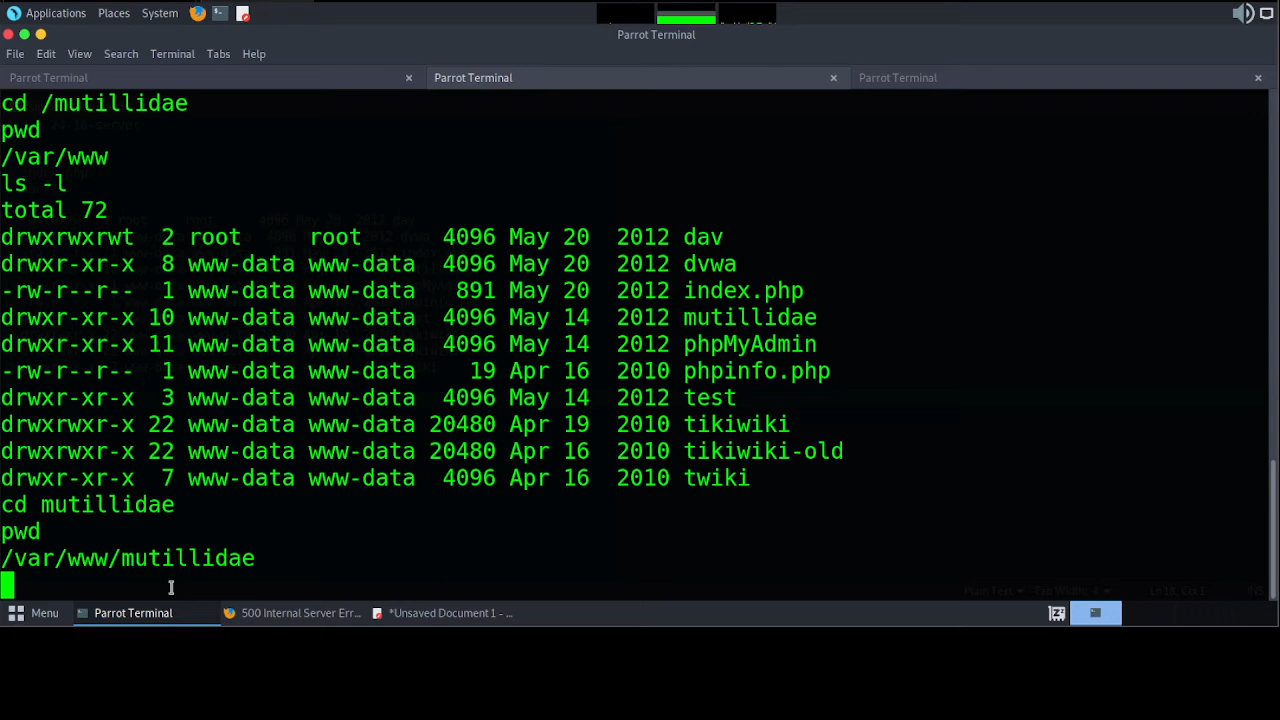 Applications Places System
Parrot Terminal
File Edit View Search Terminal Tabs Help
Parrot Terminal × Parrot Terminal × Parrot Terminal ×
cd /mutillidae
pwd
/var/www
ls -l
total 72
drwxrwxrwt 2 root root 4096 May 20 2012 dav
drwxr-xr-x 8 www-data www-data 4096 May 20 2012 dvwa
-rw-r--r-- 1 www-data www-data 891 May 20 2012 index.php
drwxr-xr-x 10 www-data www-data 4096 May 14 2012 mutillidae
drwxr-xr-x 11 www-data www-data 4096 May 14 2012 phpMyAdmin
-rw-r--r-- 1 www-data www-data 19 Apr 16 2010 phpinfo.php
drwxr-xr-x 3 www-data www-data 4096 May 14 2012 test
drwxrwxr-x 22 www-data www-data 20480 Apr 19 2010 tikiwiki
drwxrwxr-x 22 www-data www-data 20480 Apr 16 2010 tikiwiki-old
drwxr-xr-x 7 www-data www-data 4096 Apr 16 2010 twiki
cd mutillidae
pwd
/var/www/mutillidae
Menu Parrot Terminal 500 Internal Server Err... *Unsaved Document 1 - ...